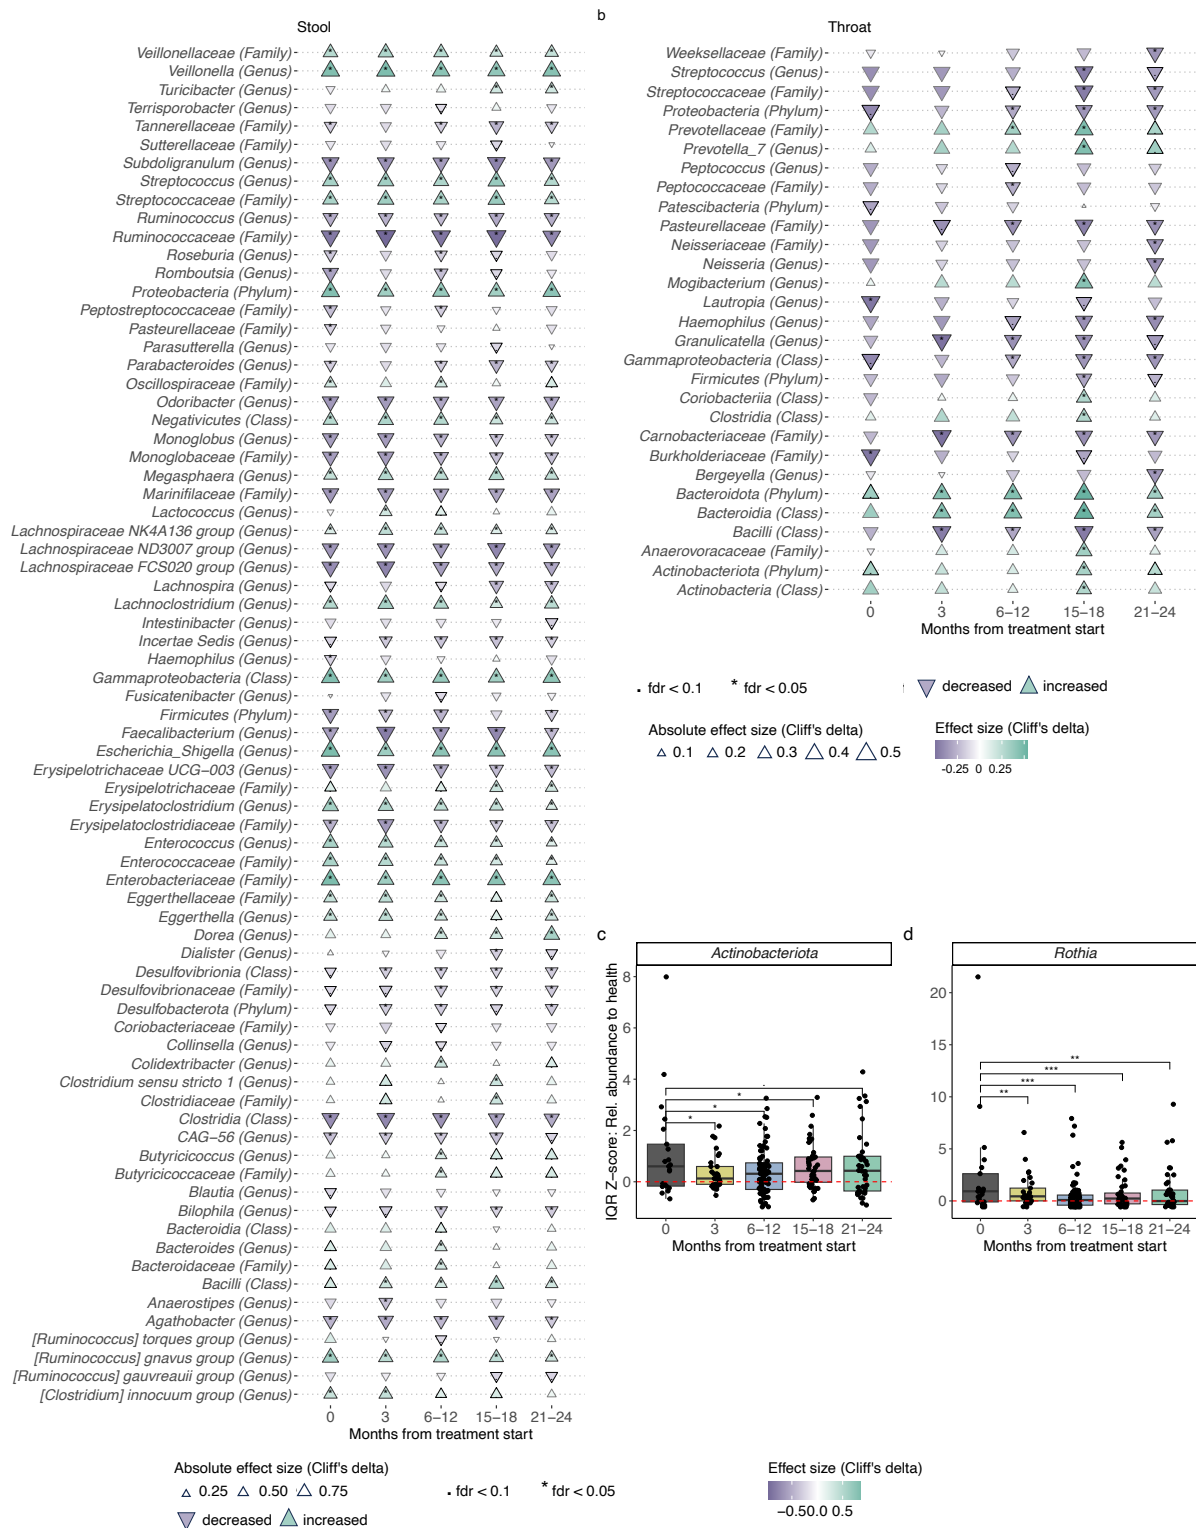 Stool
Veillonellaceae (Family)
Veillonella (Genus)
Turicibacter (Genus)
Terrisporobacter (Genus)
Tannerellaceae (Family)
Sutterellaceae (Family)
Subdoligranulum (Genus)
Streptococcus (Genus)
Streptococcaceae (Family)
Ruminococcus (Genus)
Ruminococcaceae (Family)
Roseburia (Genus)
Romboutsia (Genus)
Proteobacteria (Phylum)
Peptostreptococcaceae (Family)
Pasteurellaceae (Family)
Parasutterella (Genus)
Parabacteroides (Genus)
Oscillospiraceae (Family)
Odoribacter (Genus)
Negativicutes (Class)
Monoglobus (Genus)
Monoglobaceae (Family)
Megasphaera (Genus)
Marinifilaceae (Family)
Lactococcus (Genus)
Lachnospiraceae NK4A136 group (Genus)
Lachnospiraceae ND3007 group (Genus)
Lachnospiraceae FCS020 group (Genus)
Lachnospira (Genus)
Lachnoclostridium (Genus)
Intestinibacter (Genus)
Incertae Sedis (Genus)
Haemophilus (Genus)
Gammaproteobacteria (Class)
Fusicatenibacter (Genus)
Firmicutes (Phylum)
Faecalibacterium (Genus)
Escherichia_Shigella (Genus)
Erysipelotrichaceae UCG−003 (Genus)
Erysipelotrichaceae (Family)
Erysipelatoclostridium (Genus)
Erysipelatoclostridiaceae (Family)
Enterococcus (Genus)
Enterococcaceae (Family)
Enterobacteriaceae (Family)
Eggerthellaceae (Family)
Eggerthella (Genus)
Dorea (Genus)
Dialister (Genus)
Desulfovibrionia (Class)
Desulfovibrionaceae (Family)
Desulfobacterota (Phylum)
Coriobacteriaceae (Family)
Collinsella (Genus)
Colidextribacter (Genus)
Clostridium sensu stricto 1 (Genus)
Clostridiaceae (Family)
Clostridia (Class)
CAG−56 (Genus)
Butyricicoccus (Genus)
Butyricicoccaceae (Family)
Blautia (Genus)
Bilophila (Genus)
Bacteroidia (Class)
Bacteroides (Genus)
Bacteroidaceae (Family)
Bacilli (Class)
Anaerostipes (Genus)
Agathobacter (Genus)
[Ruminococcus] torques group (Genus)
[Ruminococcus] gnavus group (Genus)
[Ruminococcus] gauvreauii group (Genus)
[Clostridium] innocuum group (Genus)
0 3 6−12 15−18 21−24
Months from treatment start
Absolute effect size (Cliff's delta)
0.25 0.50 0.75
. fdr < 0.1 * fdr < 0.05
decreased increased
Effect size (Cliff's delta)
−0.50.0 0.5
b
Throat
Weeksellaceae (Family)
Streptococcus (Genus)
Streptococcaceae (Family)
Proteobacteria (Phylum)
Prevotellaceae (Family)
Prevotella_7 (Genus)
Peptococcus (Genus)
Peptococcaceae (Family)
Patescibacteria (Phylum)
Pasteurellaceae (Family)
Neisseriaceae (Family)
Neisseria (Genus)
Mogibacterium (Genus)
Lautropia (Genus)
Haemophilus (Genus)
Granulicatella (Genus)
Gammaproteobacteria (Class)
Firmicutes (Phylum)
Coriobacteriia (Class)
Clostridia (Class)
Carnobacteriaceae (Family)
Burkholderiaceae (Family)
Bergeyella (Genus)
Bacteroidota (Phylum)
Bacteroidia (Class)
Bacilli (Class)
Anaerovoracaceae (Family)
Actinobacteriota (Phylum)
Actinobacteria (Class)
0 3 6−12 15−18 21−24
Months from treatment start
. fdr < 0.1 * fdr < 0.05
decreased increased
Absolute effect size (Cliff's delta)
0.1 0.2 0.3 0.4 0.5
Effect size (Cliff's delta)
−0.25 0 0.25
c
Actinobacteriota
IQR Z−score: Rel. abundance to health
8
6
4
2
0
.
*
*
*
0 3 6−12 15−18 21−24
Months from treatment start
d
Rothia
20
15
10
5
0
**
***
***
**
0 3 6−12 15−18 21−24
Months from treatment start